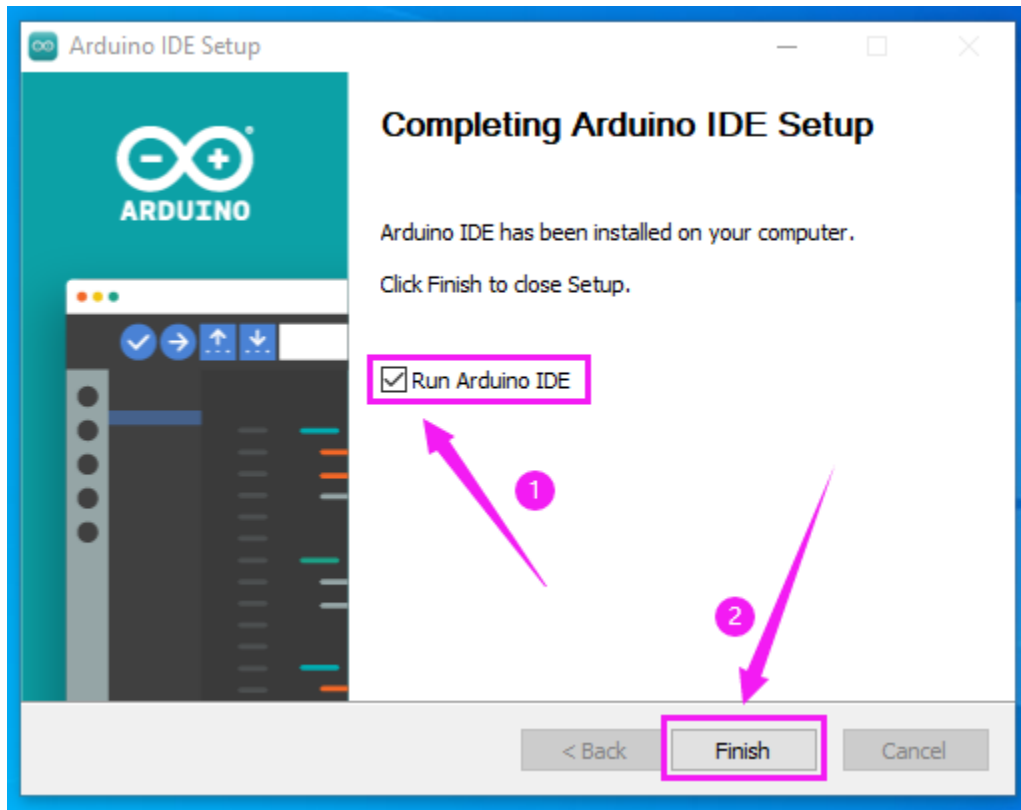 Arduino IDE Setup
ARDUINO
Completing Arduino IDE Setup
Arduino IDE has been installed on your computer.
Click Finish to close Setup.
Run Arduino IDE
1
2
< Back Finish Cancel